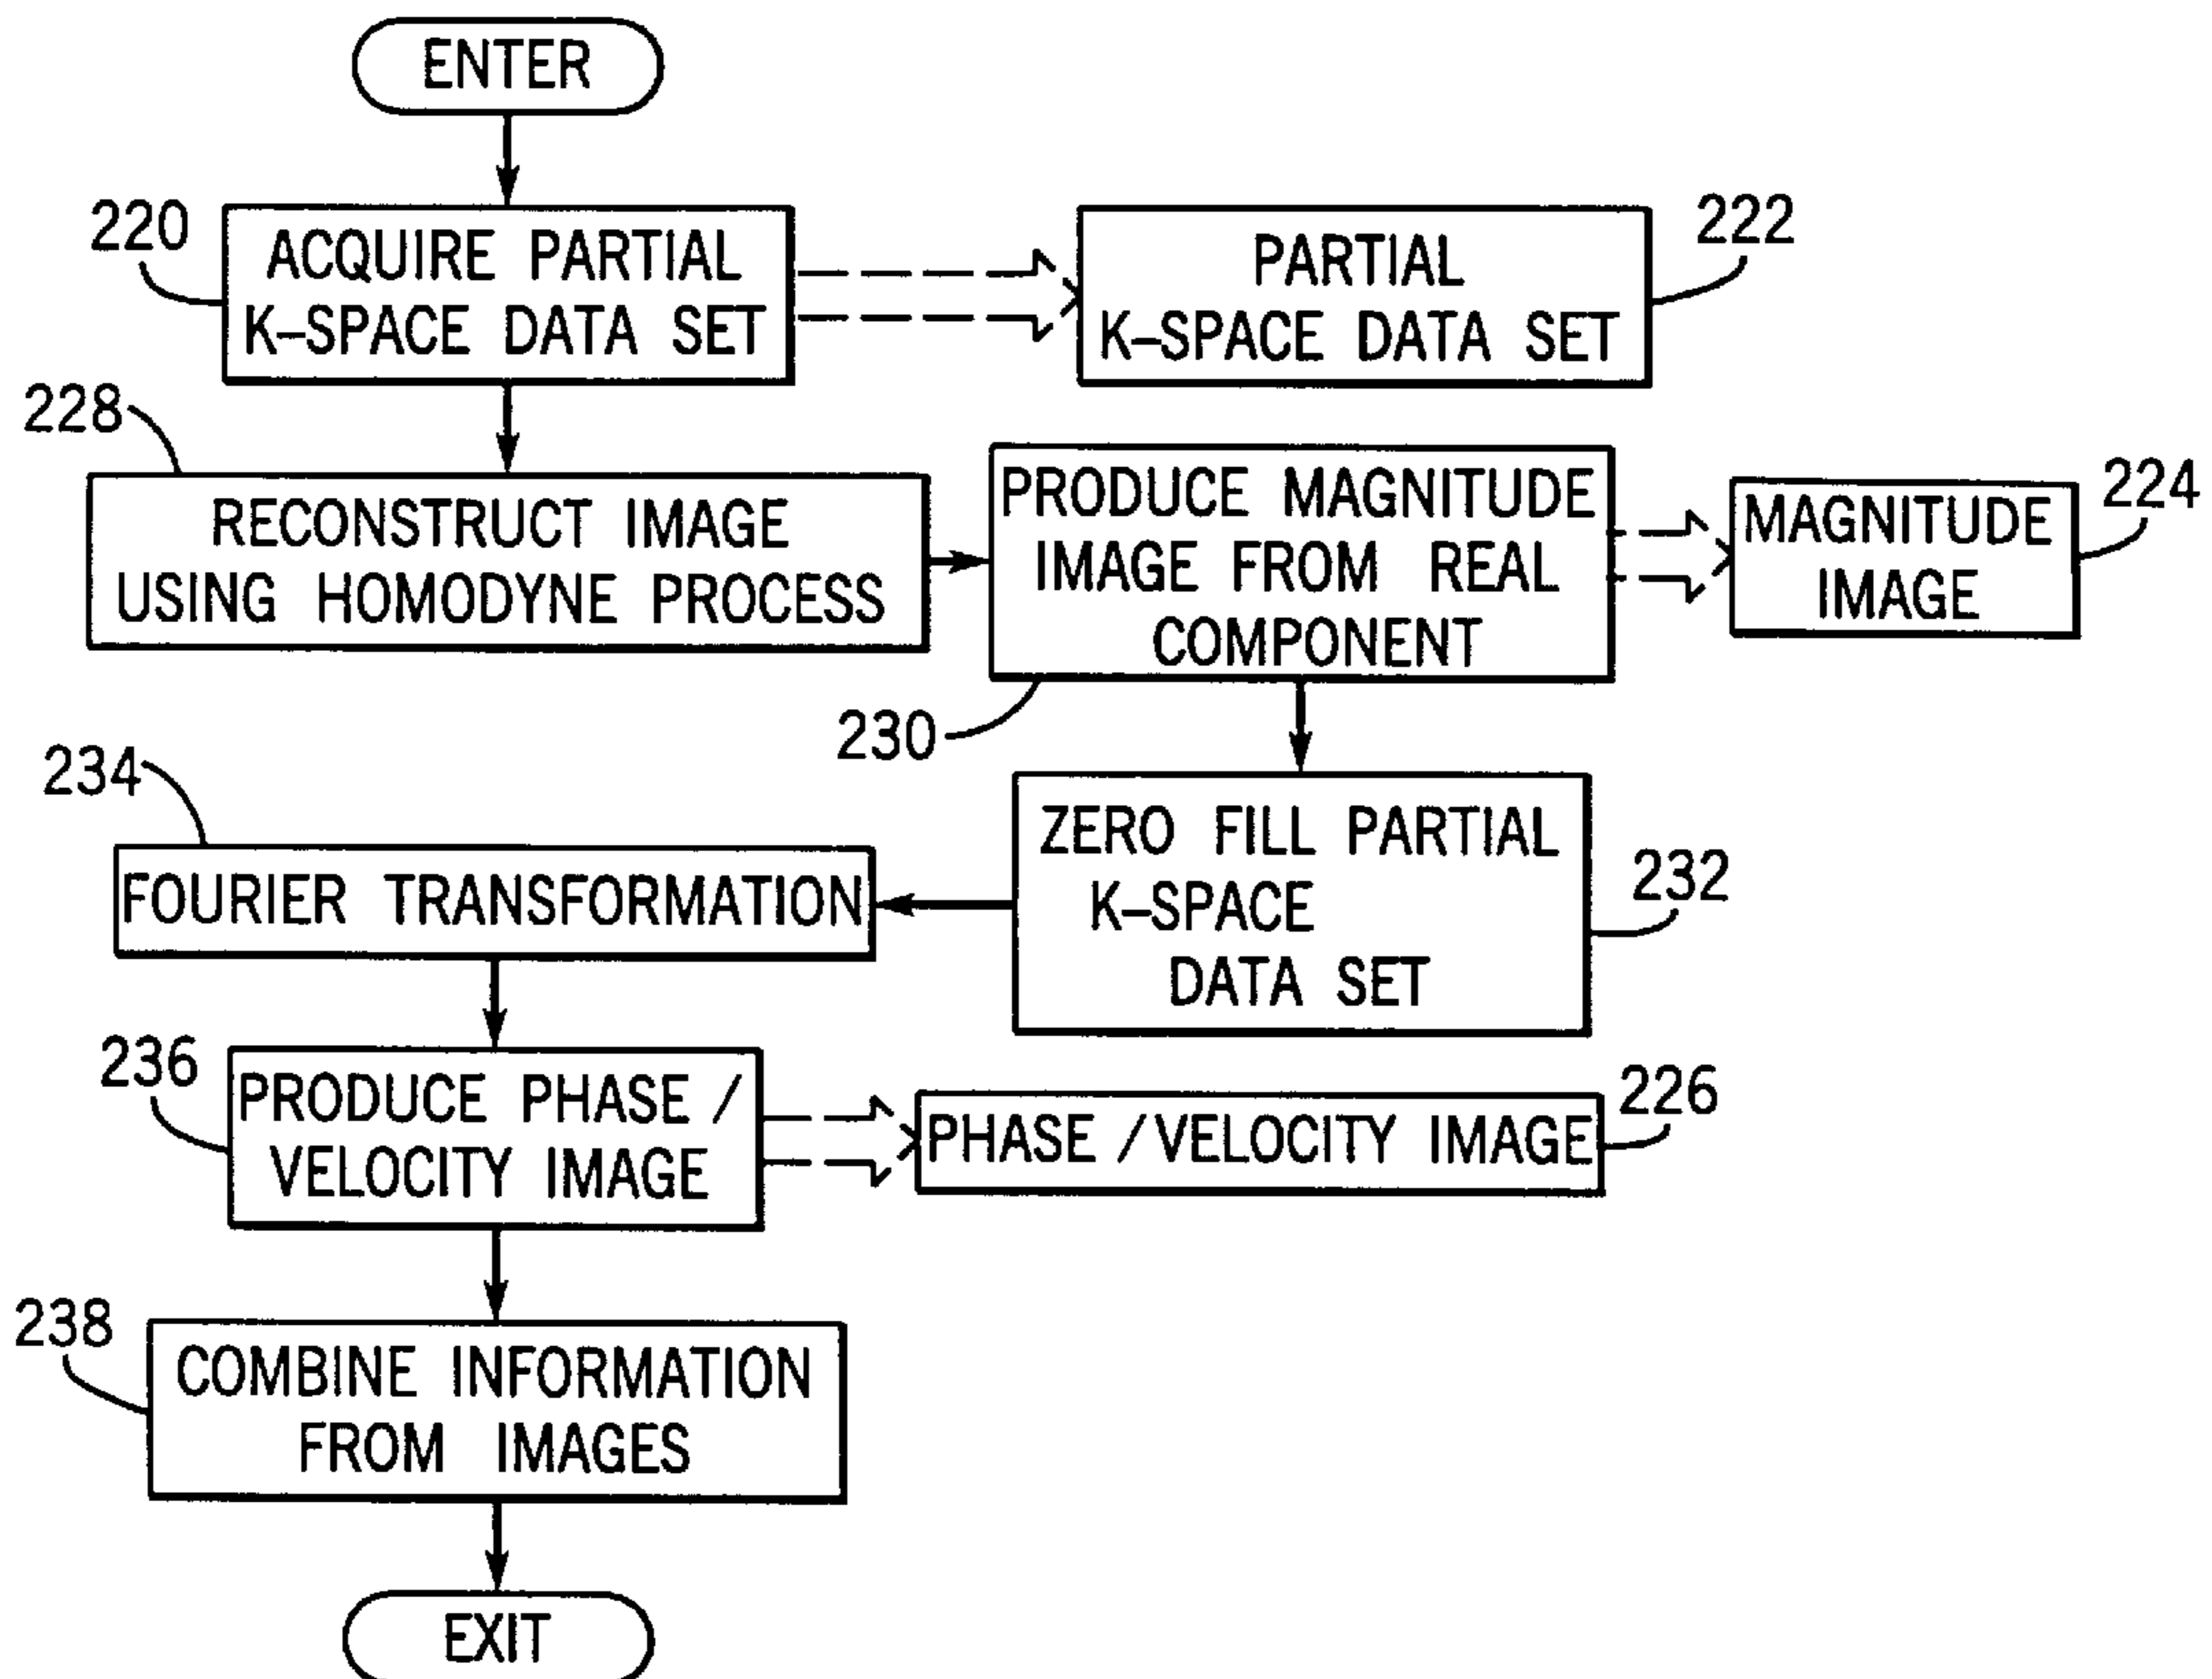 ENTER
220
ACQUIRE PARTIAL
K-SPACE DATA SET
PARTIAL
K-SPACE DATA SET
222
228
RECONSTRUCT IMAGE
USING HOMODYNE PROCESS
PRODUCE MAGNITUDE
IMAGE FROM REAL
COMPONENT
230
MAGNITUDE
IMAGE
224
234
FOURIER TRANSFORMATION
ZERO FILL PARTIAL
K-SPACE
DATA SET
232
236
PRODUCE PHASE /
VELOCITY IMAGE
PHASE / VELOCITY IMAGE
226
238
COMBINE INFORMATION
FROM IMAGES
EXIT